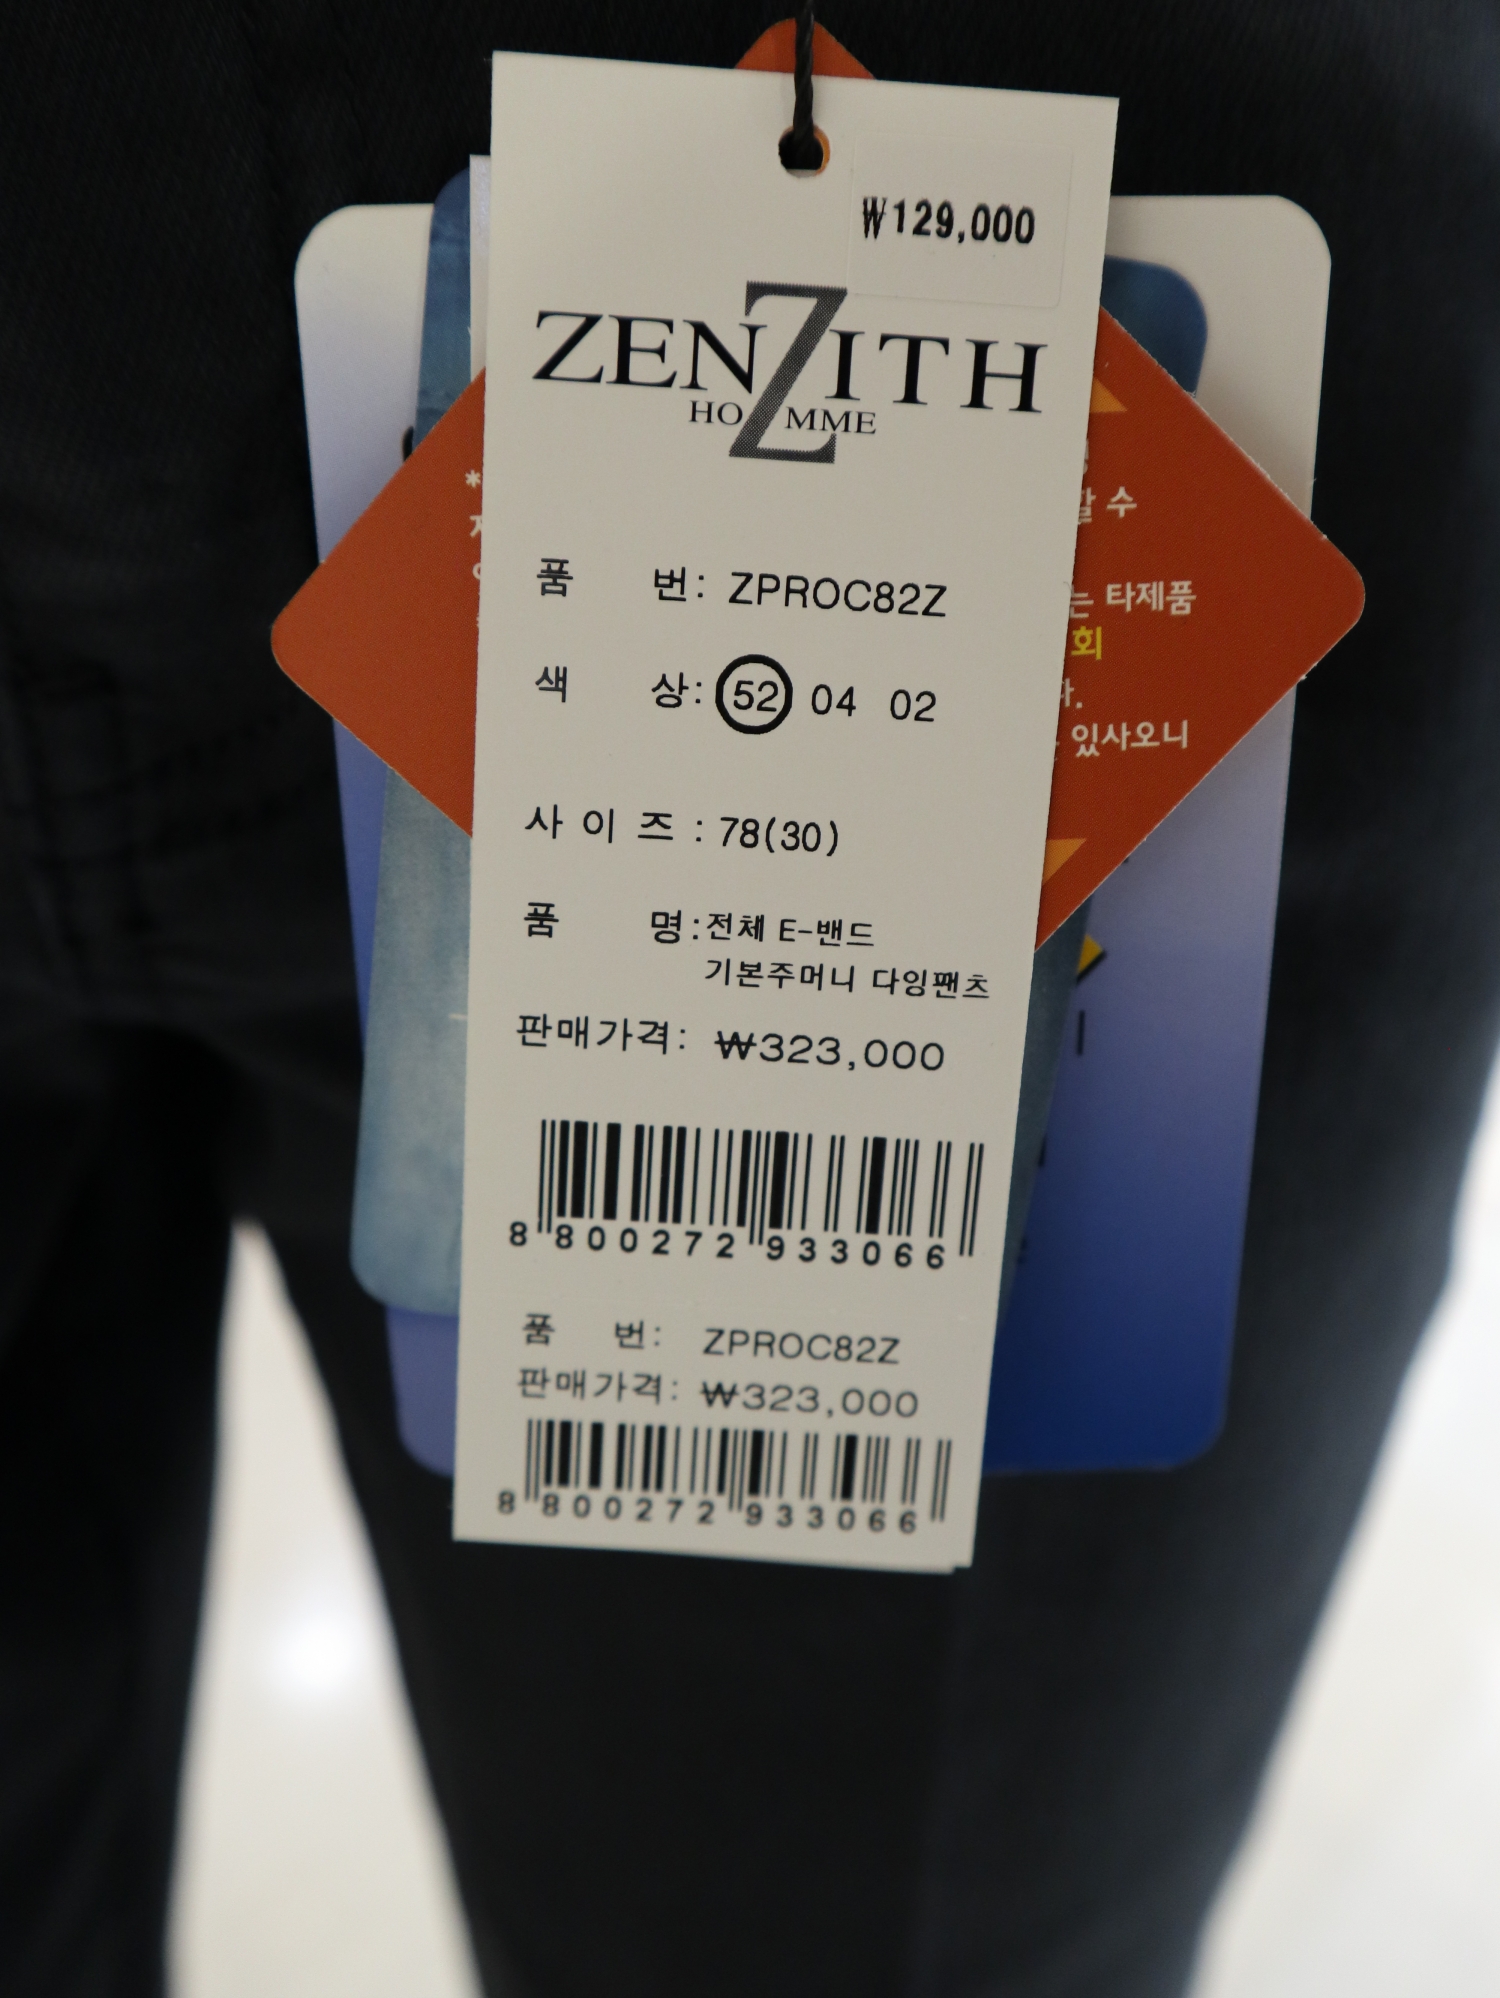 ₩129,000
ZENZITH
HOMME
품 번: ZPROC82Z
색 상: 52 04 02
사이즈: 78(30)
품 명: 전체 E-밴드
기본주머니 다잉팬츠
판매가격: ₩323,000
8 800272 933066
품 번: ZPROC82Z
판매가격: ₩323,000
8 800272 933066
*
수
는 타제품
회
다.
있사오니